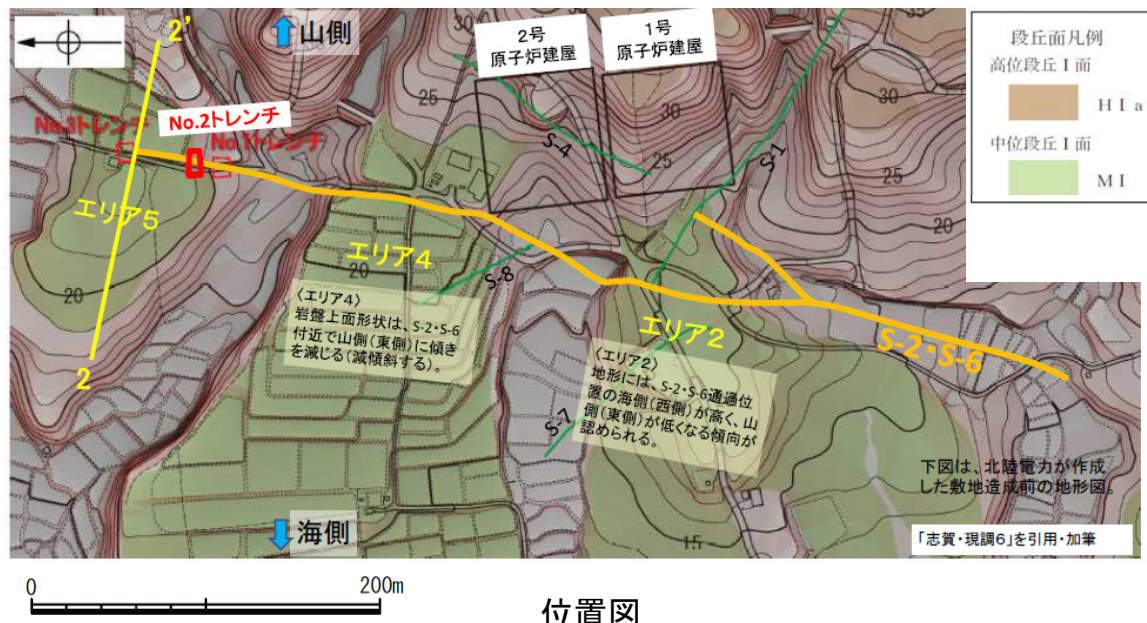 山側
2号
原子炉建屋
1号
原子炉建屋
段丘面凡例
高位段丘Ⅰ面
HⅠa
中位段丘Ⅰ面
MⅠ
2'
No.3トレンチ
No.2トレンチ
No.1トレンチ
25
30
35
25
30
30
25
25
20
S-4
S-1
エリア5
エリア4
20
20
S-8
〈エリア4〉
岩盤上面形状は、S-2・S-6
付近で山側(東側)に傾き
を減じる(減傾斜する)。
2
エリア2
〈エリア2〉
地形には、S-2・S-6通過位
置の海側(西側)が高く、山
側(東側)が低くなる傾向が
認められる。
S-7
S-2・S-6
15
下図は、北陸電力が作成
した敷地造成前の地形図。
海側
「志賀・現調6」を引用・加筆
0
200m
位置図